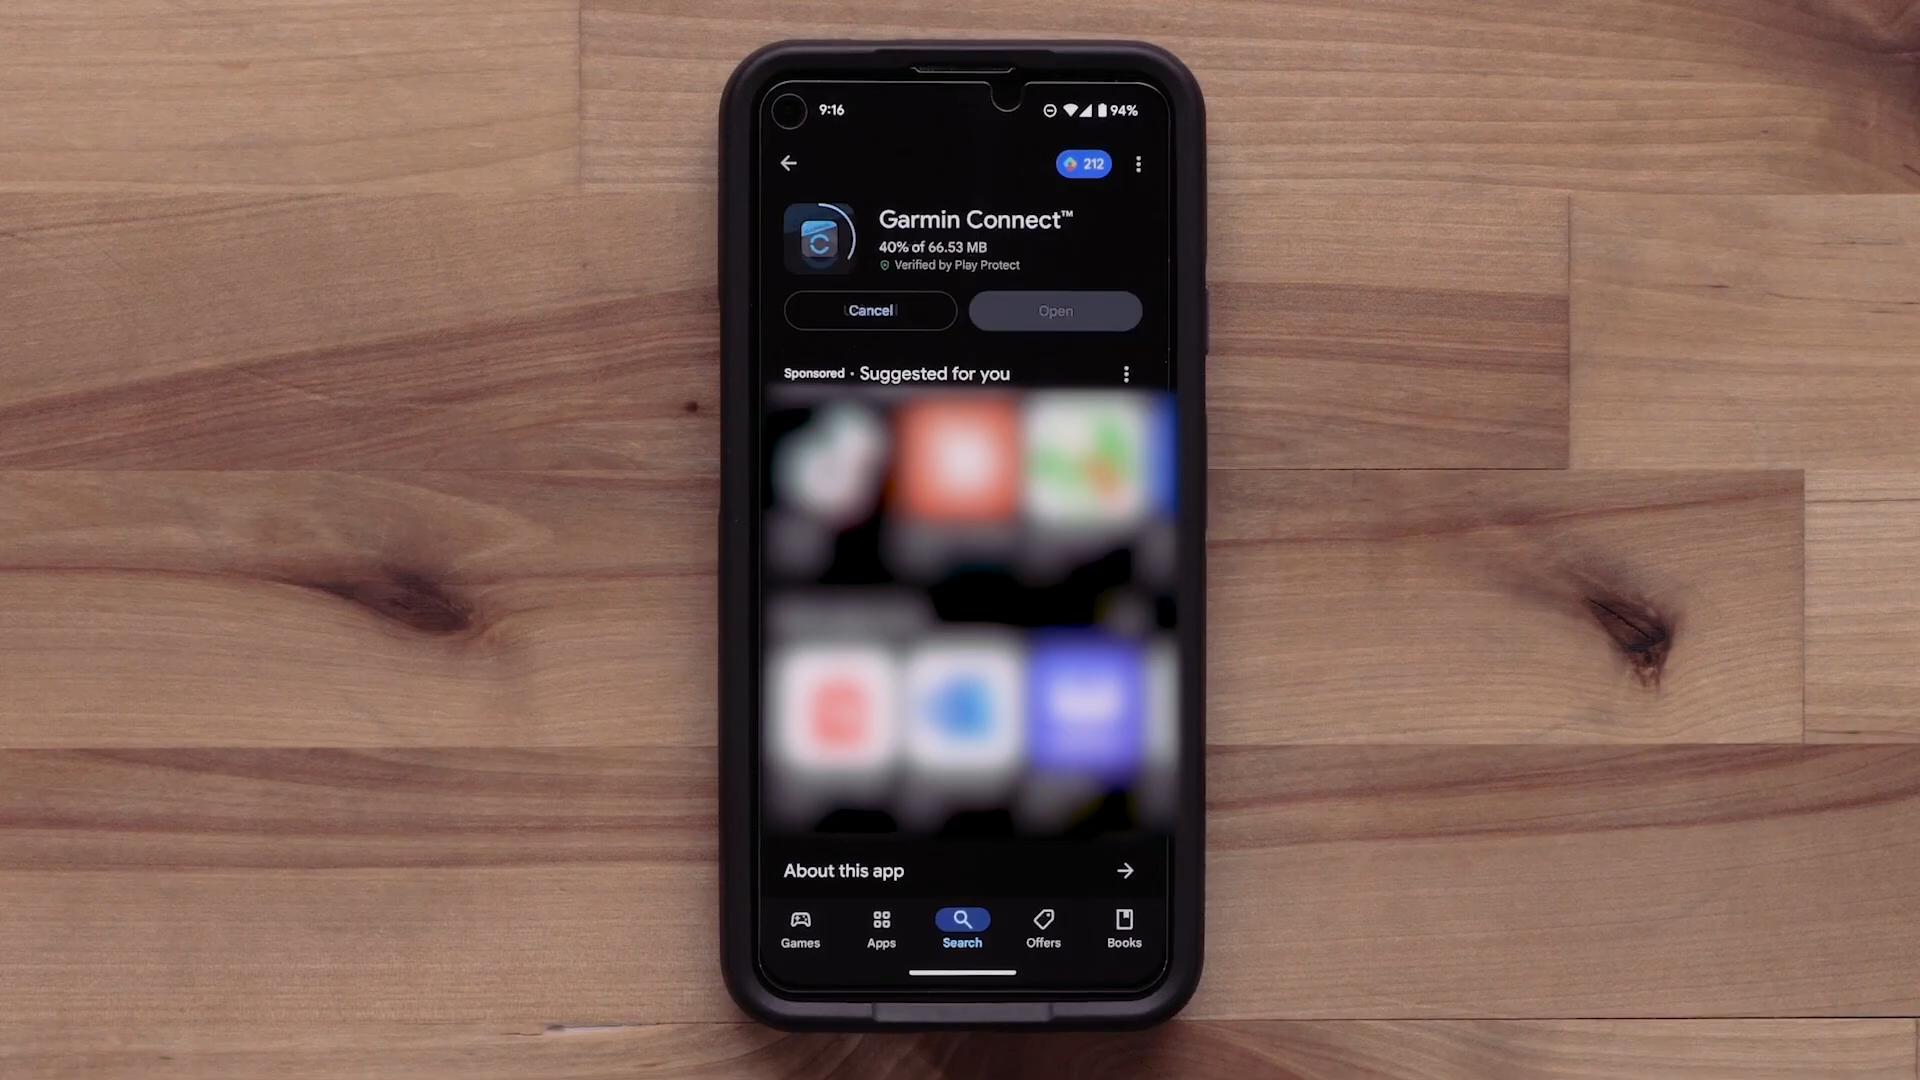 9:16
94%
212
Garmin Connect™
40% of 66.53 MB
Verified by Play Protect
Cancel
Open
Sponsored • Suggested for you
About this app
Games
Apps
Search
Offers
Books